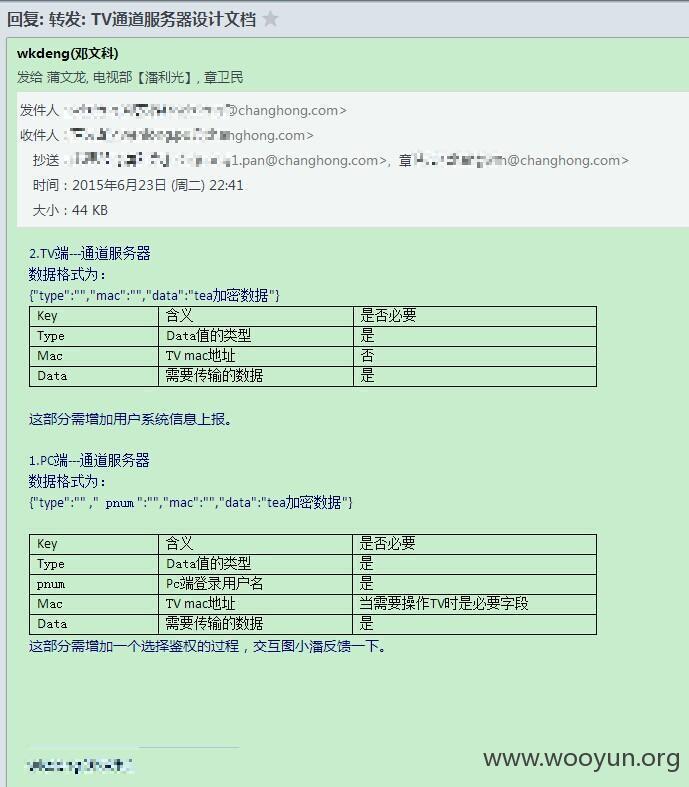 回复: 转发: TV通道服务器设计文档
wkdeng(邓文科)
发给 蒲文龙, 电视部【潘利光】, 章卫民
发件人 @changhong.com>
收件人: hanghong.com>
抄送 1.pan@changhong.com>, 章 n@changhong.com>
时间：2015年6月23日 (周二) 22:41
大小：44 KB
2.TV端---通道服务器
数据格式为：
{"type":"","mac":"","data":"tea加密数据"}
Key 含义 是否必要
Type Data值的类型 是
Mac TV mac地址 否
Data 需要传输的数据 是
这部分需增加用户系统信息上报。
1.PC端---通道服务器
数据格式为：
{"type":"" ," pnum ":"","mac":"","data":"tea加密数据"}
Key 含义 是否必要
Type Data值的类型 是
pnum Pc端登录用户名 是
Mac TV mac地址 当需要操作TV时是必要字段
Data 需要传输的数据 是
这部分需增加一个选择鉴权的过程，交互图小潘反馈一下。
www.wooyun.org